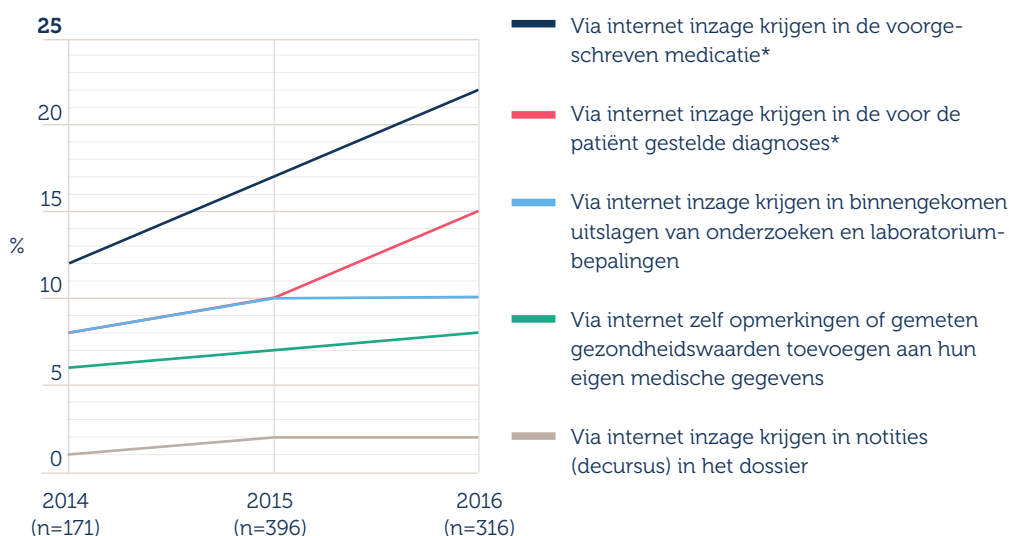 25
20
15
%
10
5
0
2014
(n=171)
2015
(n=396)
2016
(n=316)
Via internet inzage krijgen in de voorge-
schreven medicatie*
Via internet inzage krijgen in de voor de
patiënt gestelde diagnoses*
Via internet inzage krijgen in binnengekomen
uitslagen van onderzoeken en laboratorium-
bepalingen
Via internet zelf opmerkingen of gemeten
gezondheidswaarden toevoegen aan hun
eigen medische gegevens
Via internet inzage krijgen in notities
(decursus) in het dossier